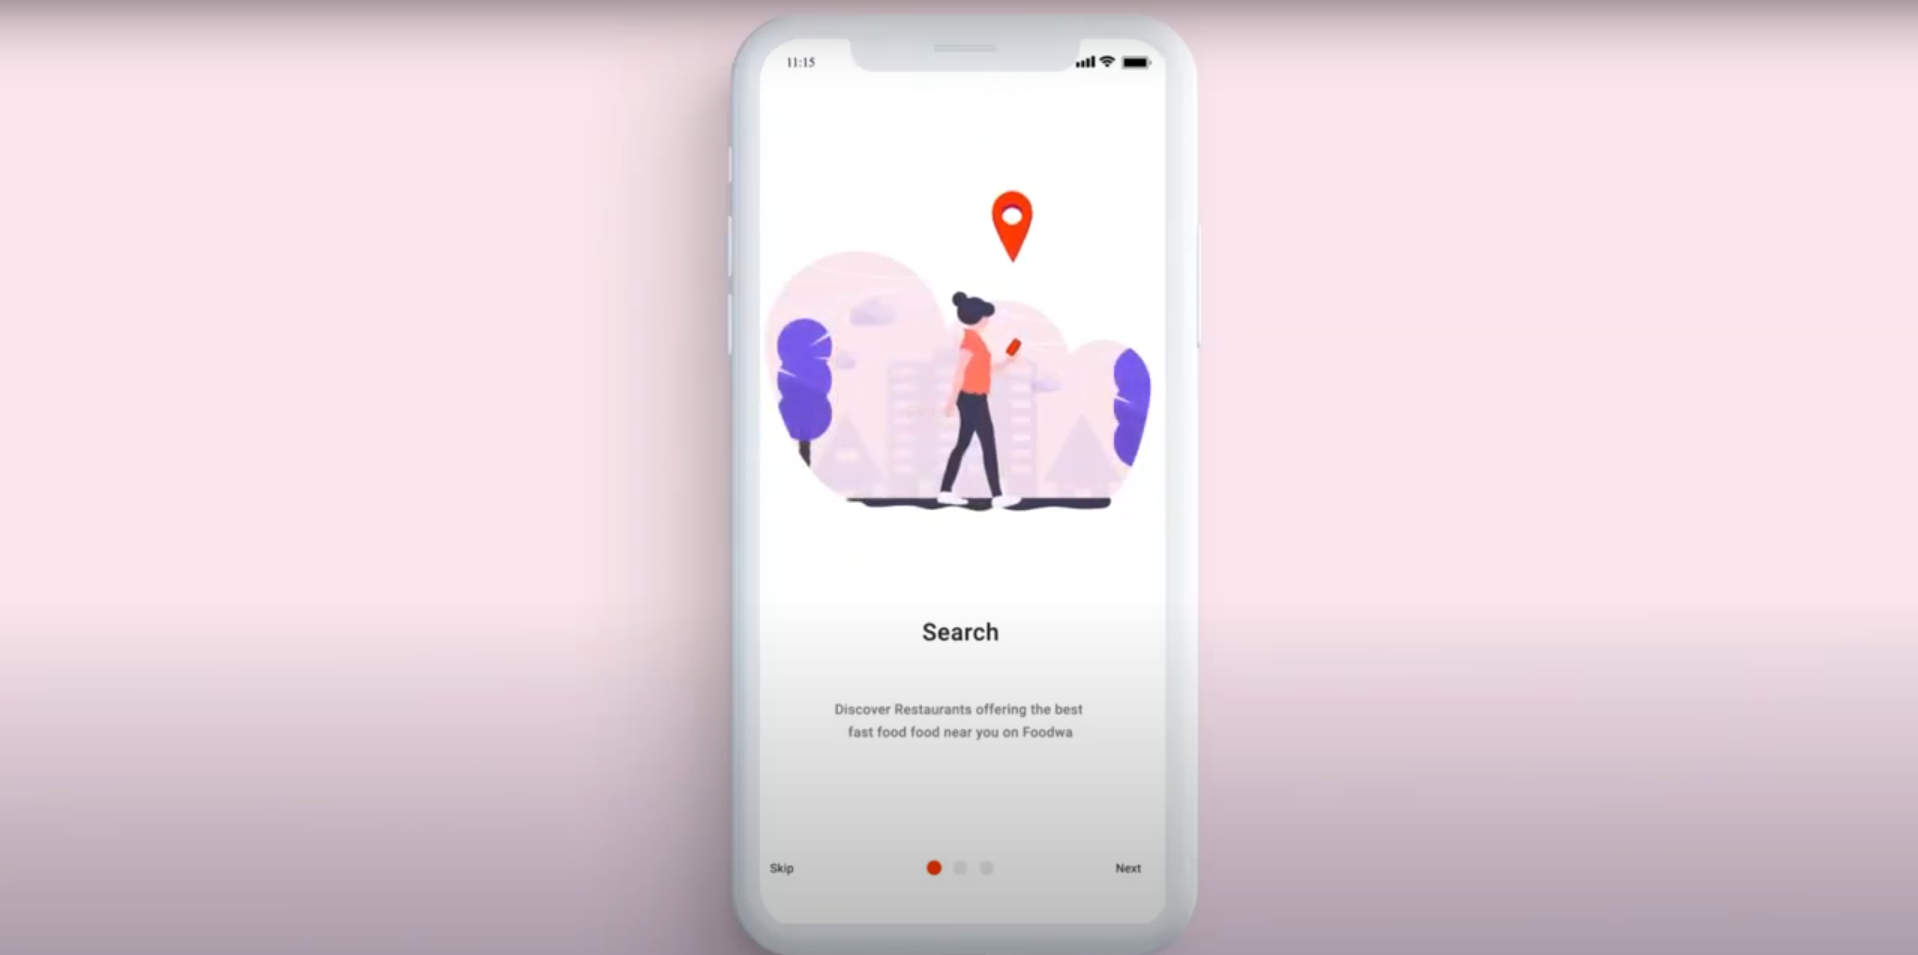 11:15
Search
Discover Restaurants offering the best
fast food food near you on Foodwa
Skip
Next